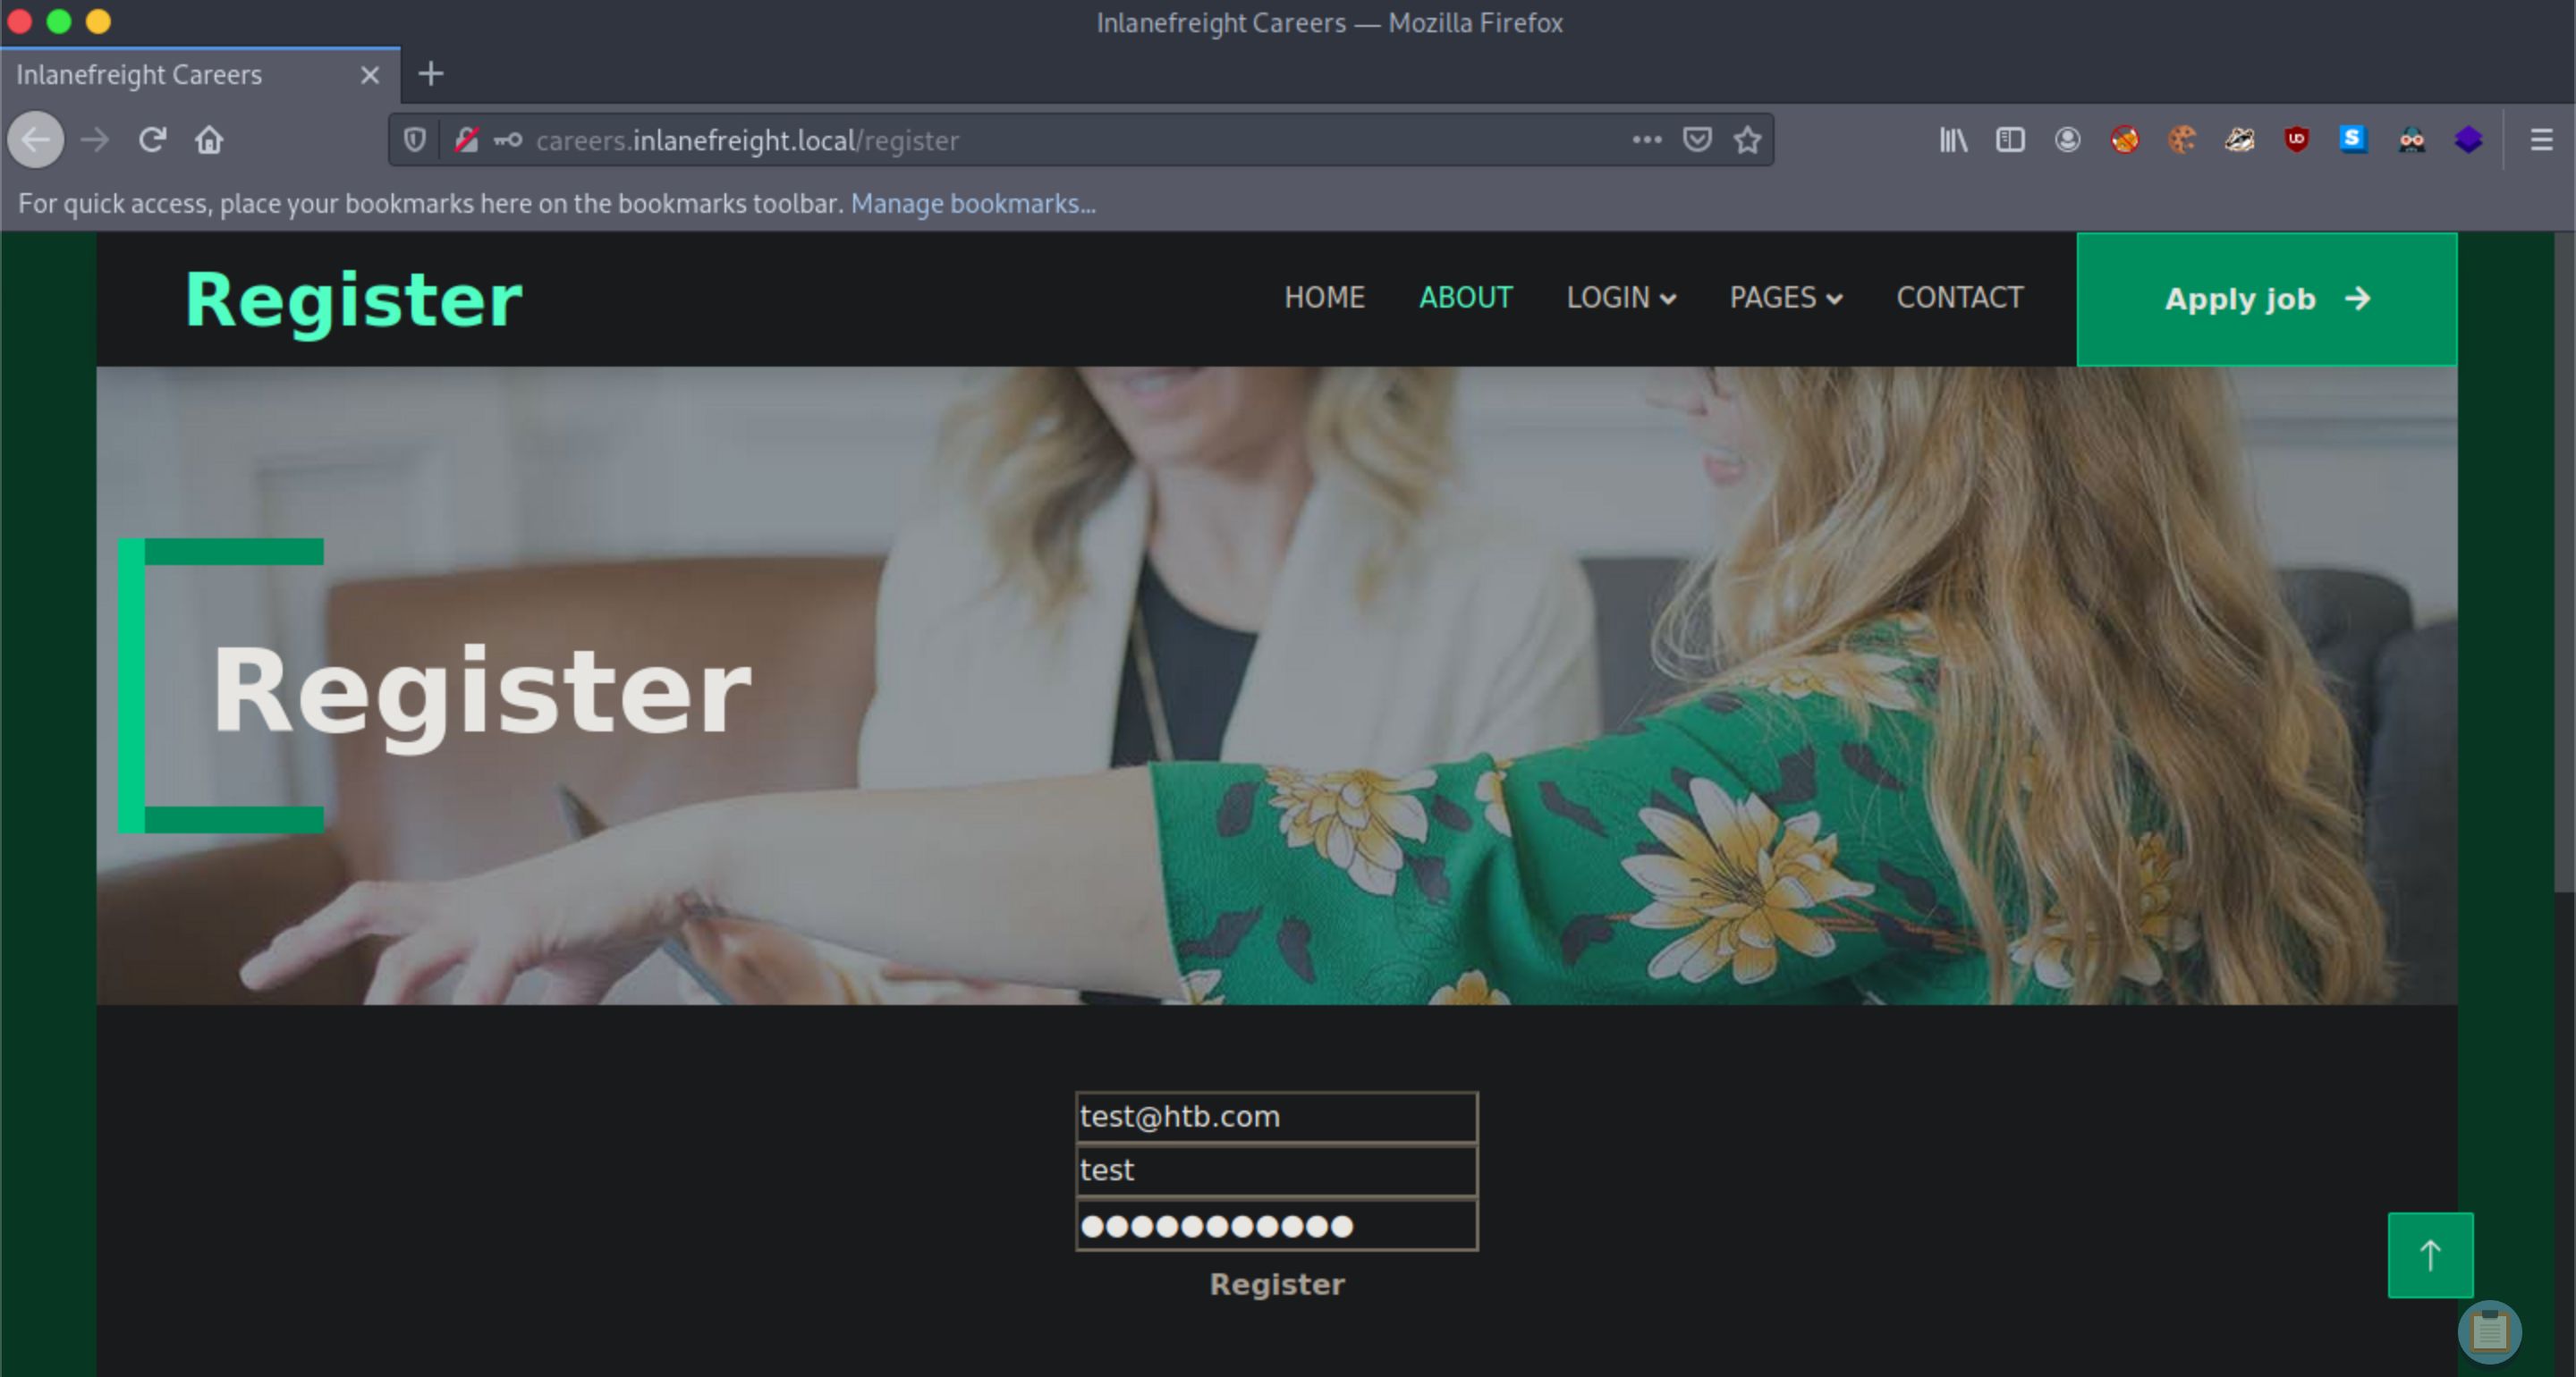 Inlanefreight Careers — Mozilla Firefox
Inlanefreight Careers
careers.inlanefreight.local/register
For quick access, place your bookmarks here on the bookmarks toolbar. Manage bookmarks...
Register
HOME ABOUT LOGIN PAGES CONTACT Apply job →
Register
test@htb.com
test
●●●●●●●●●●●
Register